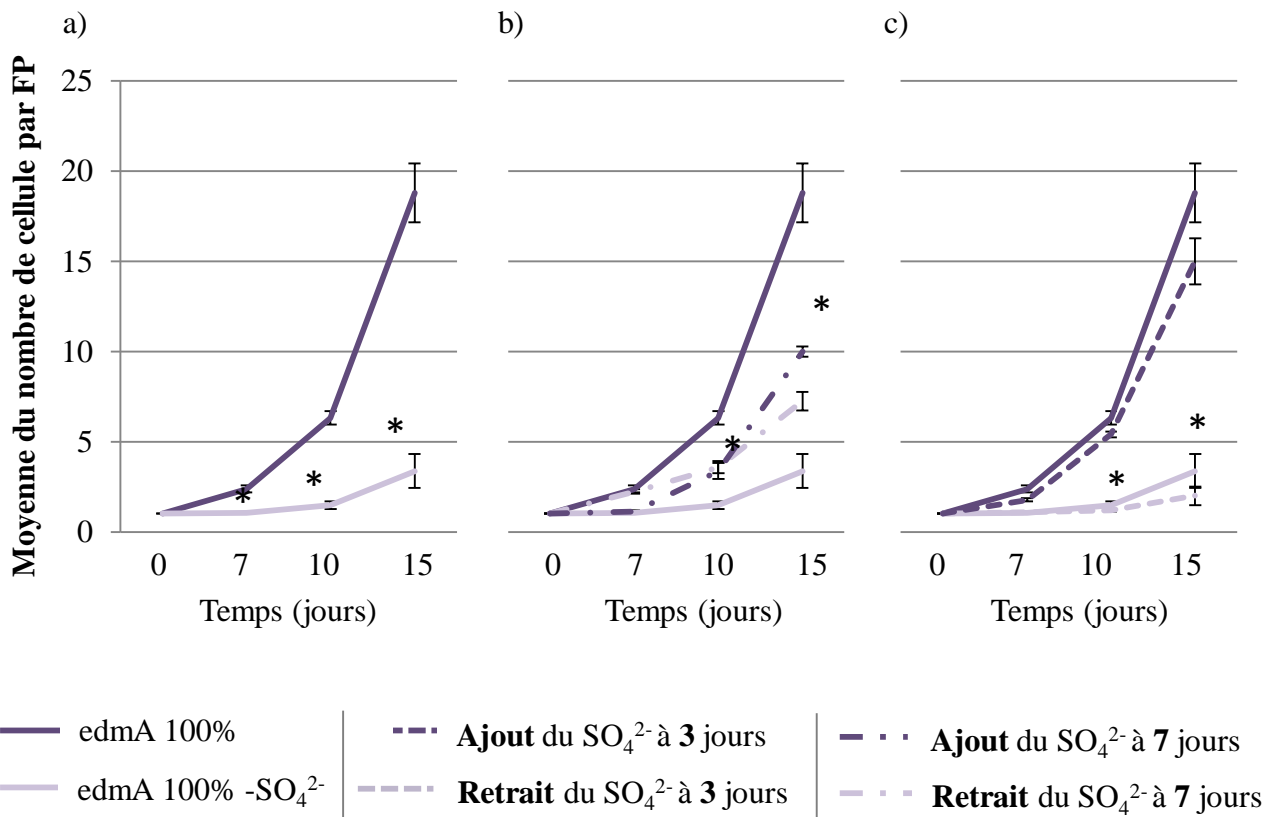 a)
b)
c)
Moyenne du nombre de cellule par FP
25
20
15
10
5
0
0 7 10 15
0 7 10 15
0 7 10 15
Temps (jours)
Temps (jours)
Temps (jours)
*
*
*
*
*
*
*
edmA 100%
edmA 100% -SO₄²⁻
Ajout du SO₄²⁻ à 3 jours
Retrait du SO₄²⁻ à 3 jours
Ajout du SO₄²⁻ à 7 jours
Retrait du SO₄²⁻ à 7 jours